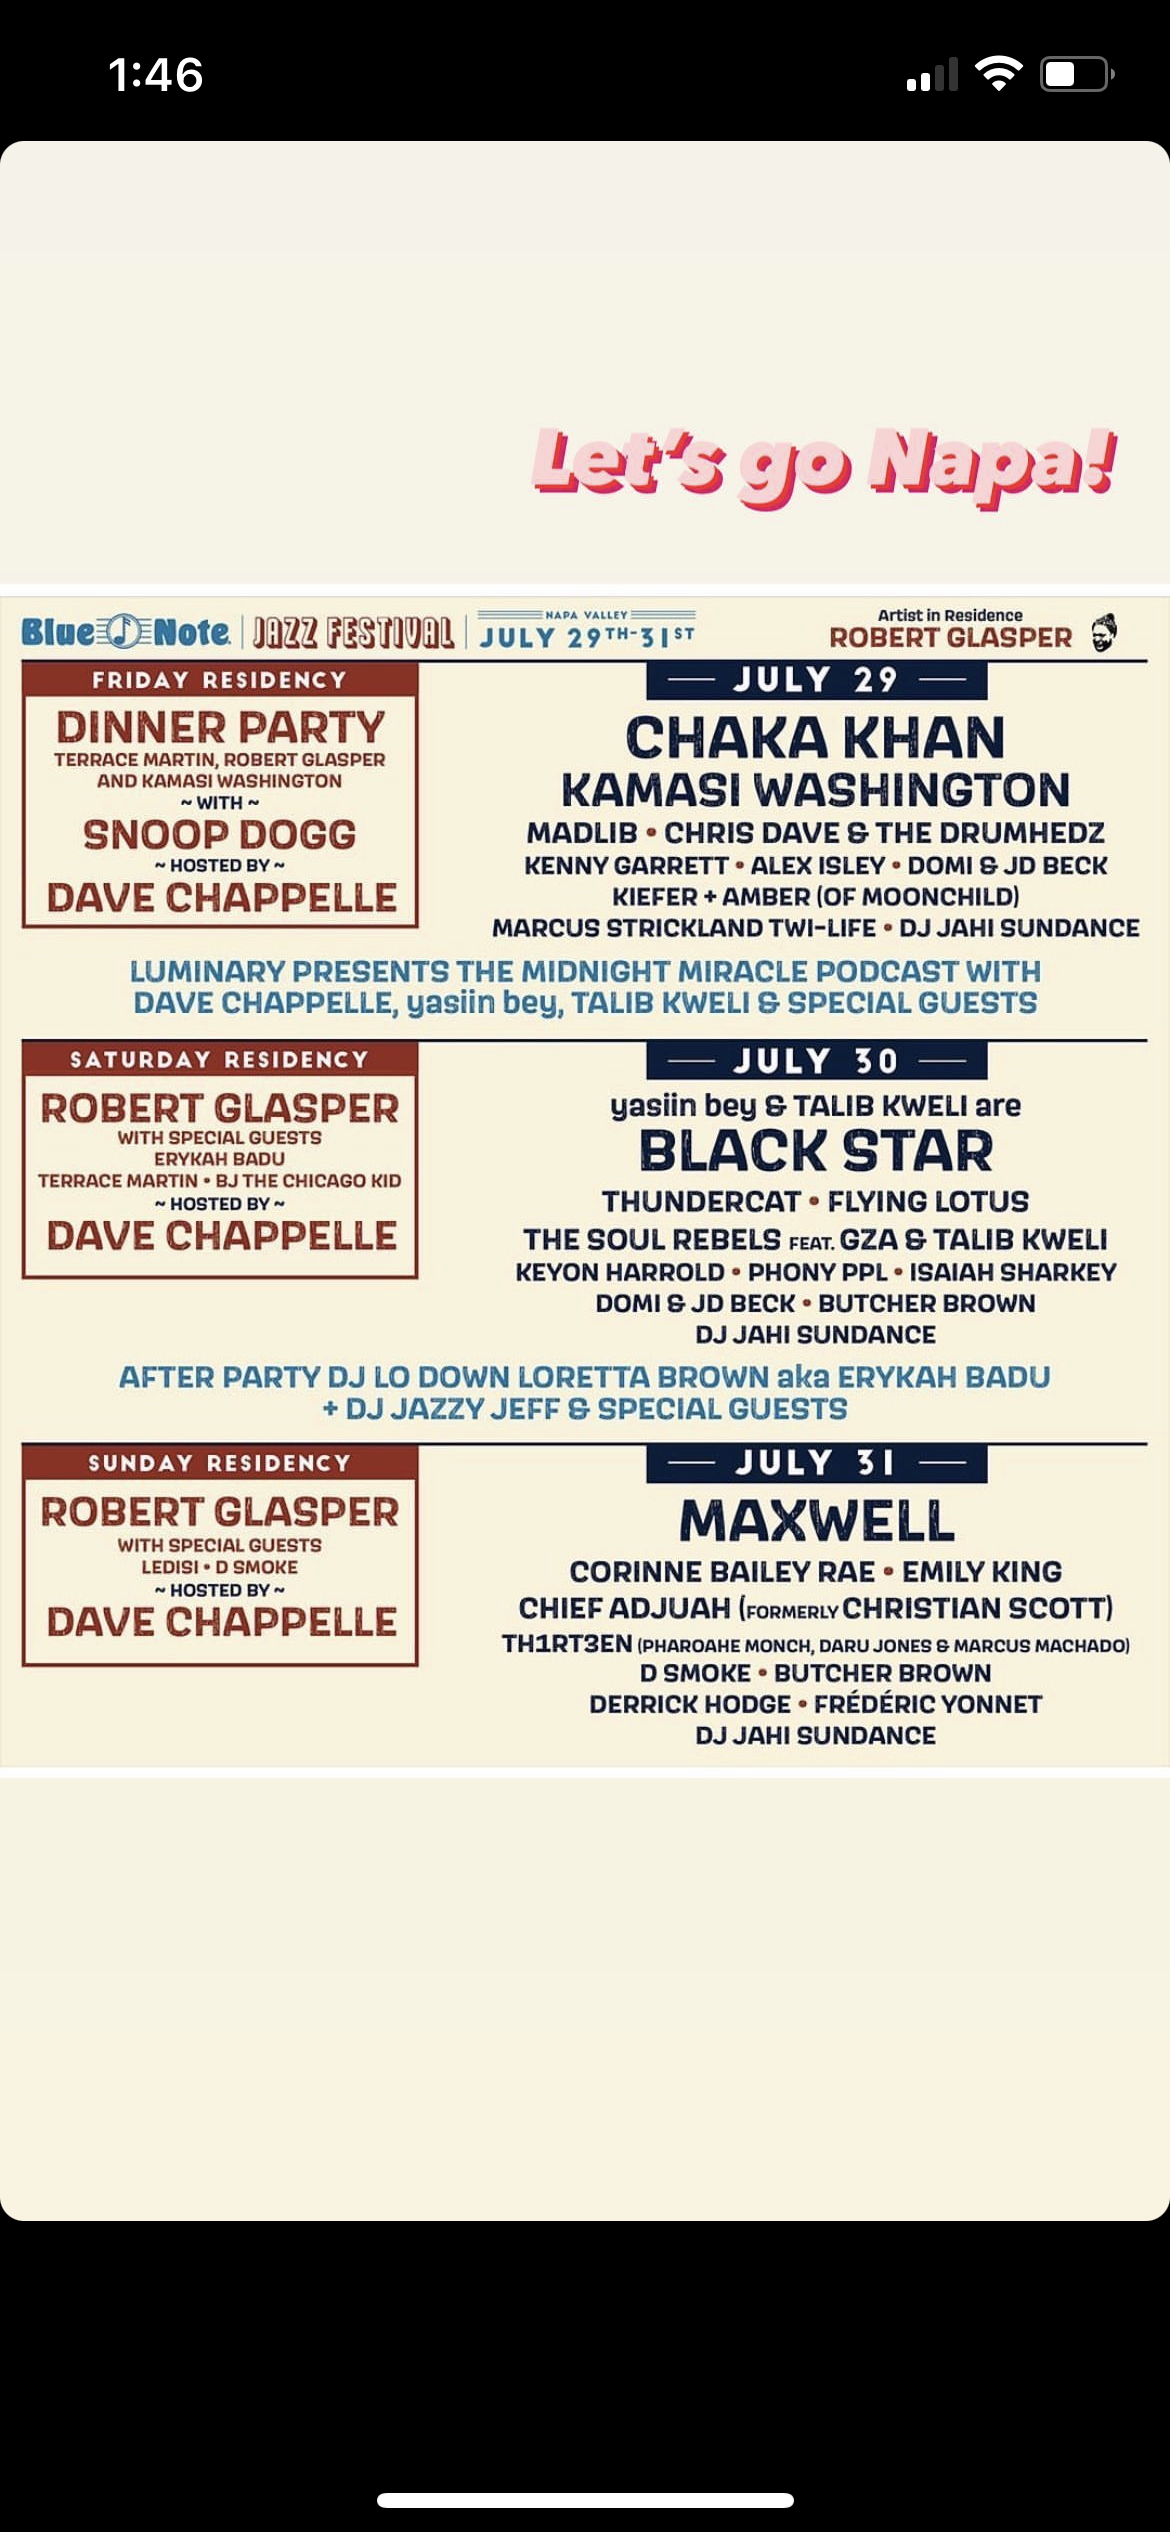 1:46
Let's go Napa!
Blue Note JAZZ FESTIVAL
NAPA VALLEY
JULY 29TH-31ST
Artist in Residence
ROBERT GLASPER
FRIDAY RESIDENCY
DINNER PARTY
TERRACE MARTIN, ROBERT GLASPER
AND KAMASI WASHINGTON
~ WITH ~
SNOOP DOGG
~ HOSTED BY ~
DAVE CHAPPELLE
JULY 29
CHAKA KHAN
KAMASI WASHINGTON
MADLIB • CHRIS DAVE & THE DRUMHEDZ
KENNY GARRETT • ALEX ISLEY • DOMI & JD BECK
KIEFER + AMBER (OF MOONCHILD)
MARCUS STRICKLAND TWI-LIFE • DJ JAHI SUNDANCE
LUMINARY PRESENTS THE MIDNIGHT MIRACLE PODCAST WITH
DAVE CHAPPELLE, yasiin bey, TALIB KWELI & SPECIAL GUESTS
SATURDAY RESIDENCY
ROBERT GLASPER
WITH SPECIAL GUESTS
ERYKAH BADU
TERRACE MARTIN • BJ THE CHICAGO KID
~ HOSTED BY ~
DAVE CHAPPELLE
JULY 30
yasiin bey & TALIB KWELI are
BLACK STAR
THUNDERCAT • FLYING LOTUS
THE SOUL REBELS FEAT. GZA & TALIB KWELI
KEYON HARROLD • PHONY PPL • ISAIAH SHARKEY
DOMI & JD BECK • BUTCHER BROWN
DJ JAHI SUNDANCE
AFTER PARTY DJ LO DOWN LORETTA BROWN aka ERYKAH BADU
+ DJ JAZZY JEFF & SPECIAL GUESTS
SUNDAY RESIDENCY
ROBERT GLASPER
WITH SPECIAL GUESTS
LEDISI • D SMOKE
~ HOSTED BY ~
DAVE CHAPPELLE
JULY 31
MAXWELL
CORINNE BAILEY RAE • EMILY KING
CHIEF ADJUAH (FORMERLY CHRISTIAN SCOTT)
TH1RT3EN (PHAROAHE MONCH, DARU JONES & MARCUS MACHADO)
D SMOKE • BUTCHER BROWN
DERRICK HODGE • FRÉDÉRIC YONNET
DJ JAHI SUNDANCE